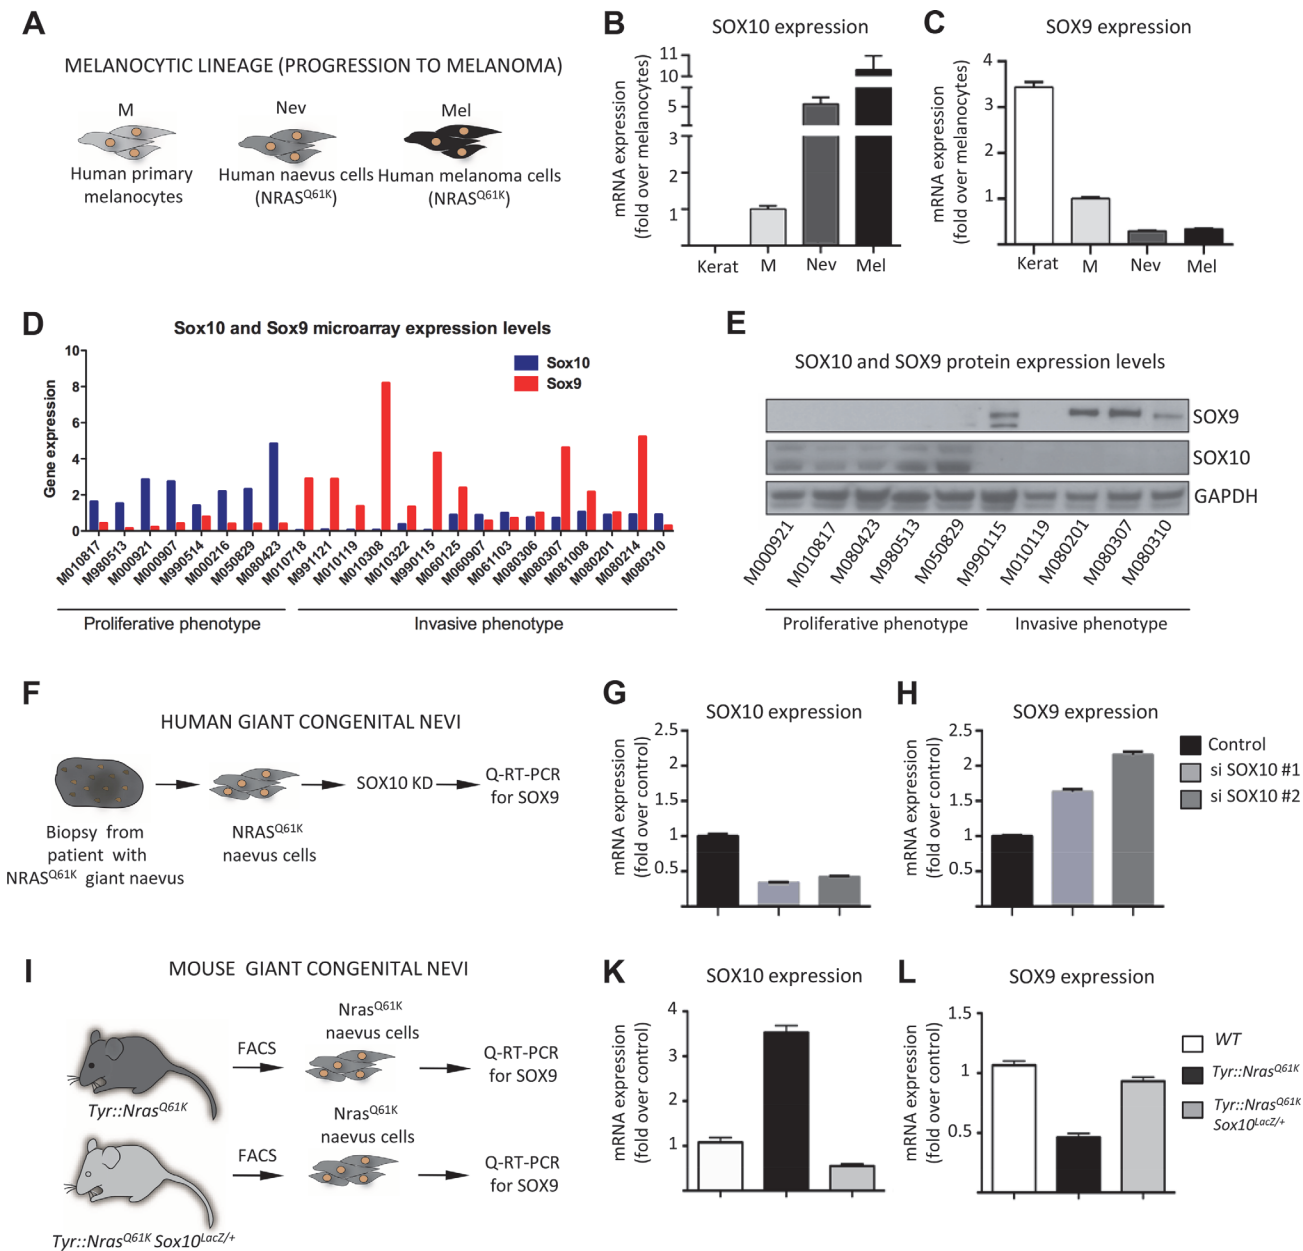 A
MELANOCYTIC LINEAGE (PROGRESSION TO MELANOMA)
M
Nev
Mel
Human primary
melanocytes
Human naevus cells
(NRASQ61K)
Human melanoma cells
(NRASQ61K)
B
SOX10 expression
mRNA expression
(fold over melanocytes)
11
10
5
3
2
1
Kerat M Nev Mel
C
SOX9 expression
mRNA expression
(fold over melanocytes)
4
3
2
1
Kerat M Nev Mel
D
Sox10 and Sox9 microarray expression levels
Gene expression
10
8
6
4
2
0
Sox10
Sox9
M010817
M980513
M000921
M000907
M990514
M000216
M050829
M080423
M010718
M991121
M010119
M010308
M010322
M990115
M060125
M060907
M061103
M080306
M080307
M081008
M080201
M080214
M080310
Proliferative phenotype
Invasive phenotype
E
SOX10 and SOX9 protein expression levels
SOX9
SOX10
GAPDH
M000921
M010817
M080423
M980513
M050829
M990115
M010119
M080201
M080307
M080310
Proliferative phenotype
Invasive phenotype
F
HUMAN GIANT CONGENITAL NEVI
Biopsy from
patient with
NRASQ61K giant naevus
NRASQ61K
naevus cells
SOX10 KD
Q-RT-PCR
for SOX9
G
SOX10 expression
mRNA expression
(fold over control)
2.5
2
1.5
1
0.5
H
SOX9 expression
mRNA expression
(fold over control)
2.5
2
1.5
1
0.5
Control
si SOX10 #1
si SOX10 #2
I
MOUSE GIANT CONGENITAL NEVI
Tyr::NrasQ61K
FACS
NrasQ61K
naevus cells
Q-RT-PCR
for SOX9
Tyr::NrasQ61K Sox10LacZ/+
FACS
NrasQ61K
naevus cells
Q-RT-PCR
for SOX9
K
SOX10 expression
mRNA expression
(fold over control)
4
3
2
1
L
SOX9 expression
mRNA expression
(fold over control)
1.5
1
0.5
WT
Tyr::NrasQ61K
Tyr::NrasQ61K
Sox10LacZ/+